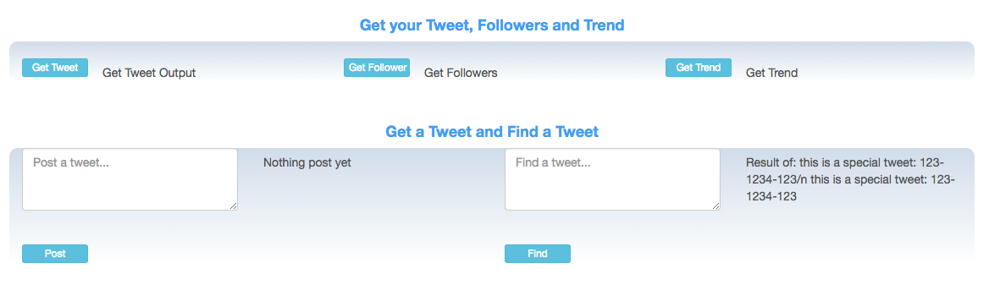 Get your Tweet, Followers and Trend
Get Tweet
Get Tweet Output
Get Follower
Get Followers
Get Trend
Get Trend
Get a Tweet and Find a Tweet
Post a tweet...
Nothing post yet
Find a tweet...
Result of: this is a special tweet: 123-
1234-123/n this is a special tweet: 123-
1234-123
Post
Find